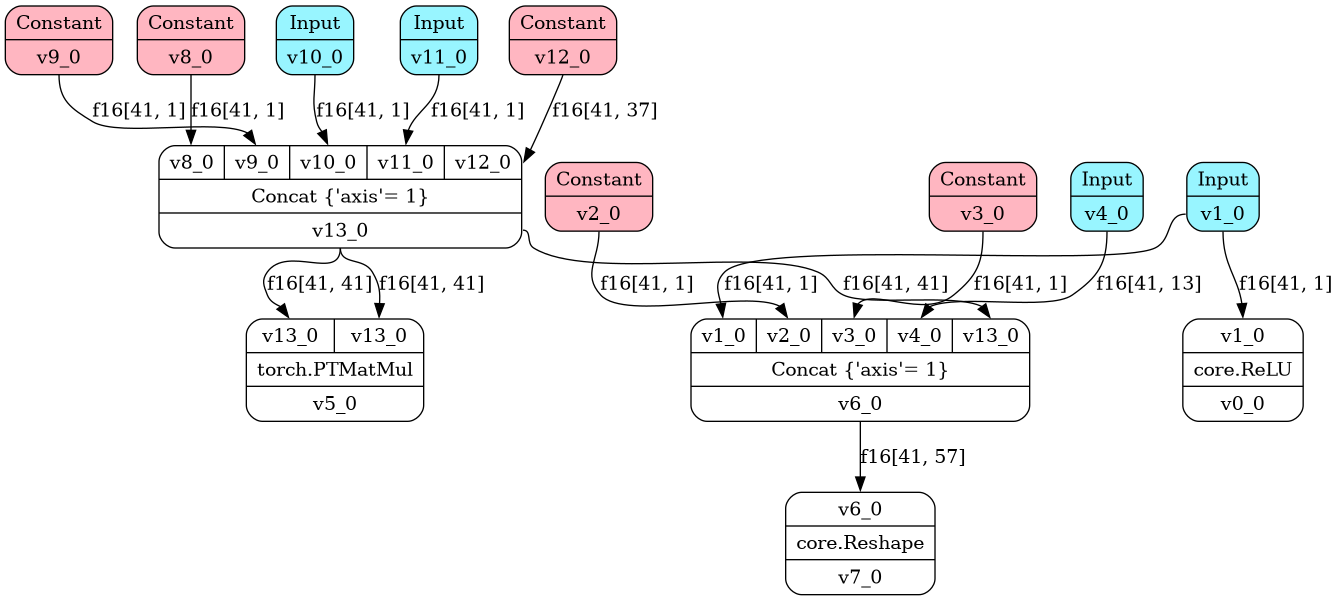 Constant
v9_0
Constant
v8_0
Input
v10_0
Input
v11_0
Constant
v12_0
f16[41, 1]
f16[41, 1]
f16[41, 1]
f16[41, 1]
f16[41, 37]
v8_0 v9_0 v10_0 v11_0 v12_0
Concat {'axis'= 1}
v13_0
Constant
v2_0
Constant
v3_0
Input
v4_0
Input
v1_0
f16[41, 41]
f16[41, 41]
f16[41, 1]
f16[41, 1]
f16[41, 41]
f16[41, 1]
f16[41, 13]
f16[41, 1]
v13_0 v13_0
torch.PTMatMul
v5_0
v1_0 v2_0 v3_0 v4_0 v13_0
Concat {'axis'= 1}
v6_0
v1_0
core.ReLU
v0_0
f16[41, 57]
v6_0
core.Reshape
v7_0